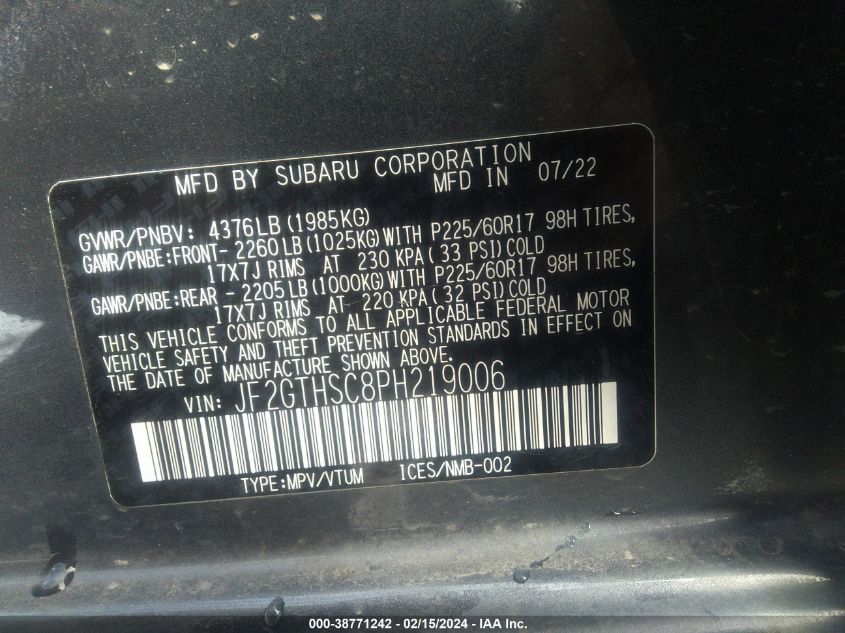 MFD BY SUBARU CORPORATION
MFD IN 07/22
GVWR/PNBV: 4376LB (1985KG)
GAWR/PNBE:FRONT- 2260LB (1025KG)WITH P225/60R17 98H TIRES,
17X7J RIMS AT 230 KPA ( 33 PSI) COLD
GAWR/PNBE:REAR - 2205LB (1000KG)WITH P225/60R17 98H TIRES,
17X7J RIMS AT 220 KPA ( 32 PSI) COLD
THIS VEHICLE CONFORMS TO ALL APPLICABLE FEDERAL MOTOR
VEHICLE SAFETY AND THEFT PREVENTION STANDARDS IN EFFECT ON
THE DATE OF MANUFACTURE SHOWN ABOVE.
VIN: JF2GTHSC8PH219006
TYPE:MPV/VTUM ICES/NMB-002
000-38771242 - 02/15/2024 - IAA Inc.